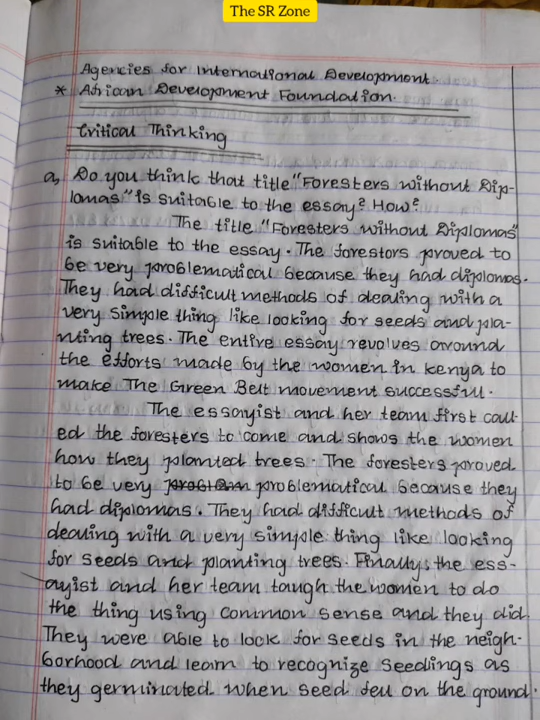 The SR Zone
Agencies for International Development.
* African Development Foundation.
Critical Thinking
a, Do you think that title "Foresters without Dip-
lomas" is suitable to the essay? How?
The title "Foresters without Diplomas"
is suitable to the essay. The forestors proved to
be very problematical because they had diplomas.
They had difficult methods of dealing with a
very simple thing like looking for seeds and pla-
nting trees. The entire essay revolves around
the efforts made by the women in kenya to
make The Green Belt movement successful.
The essayist and her team first call-
ed the foresters to come and shows the women
how they planted trees. The foresters proved
to be very problem problematical because they
had diplomas. They had difficult methods of
dealing with a very simple thing like looking
for seeds and planting trees. Finally, the ess-
ayist and her team taugh the women to do
the thing using common sense and they did.
They were able to look for seeds in the neigh-
borhood and learn to recognize seedlings as
they germinated when seed feu on the ground.